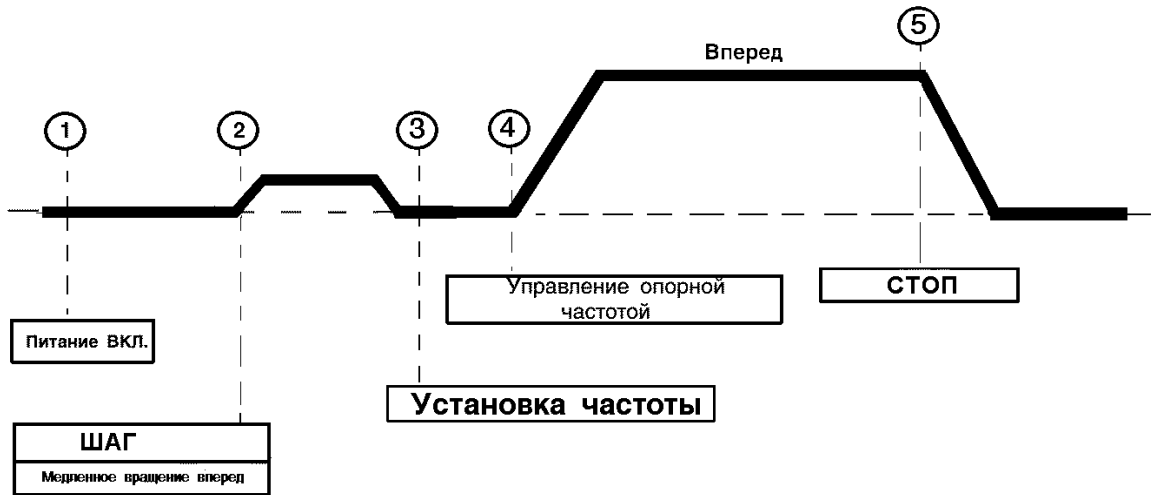 5
Вперед
1
2
3
4
Управление опорной
частотой
СТОП
Питание ВКЛ.
Установка частоты
ШАГ
Медленное вращение вперед